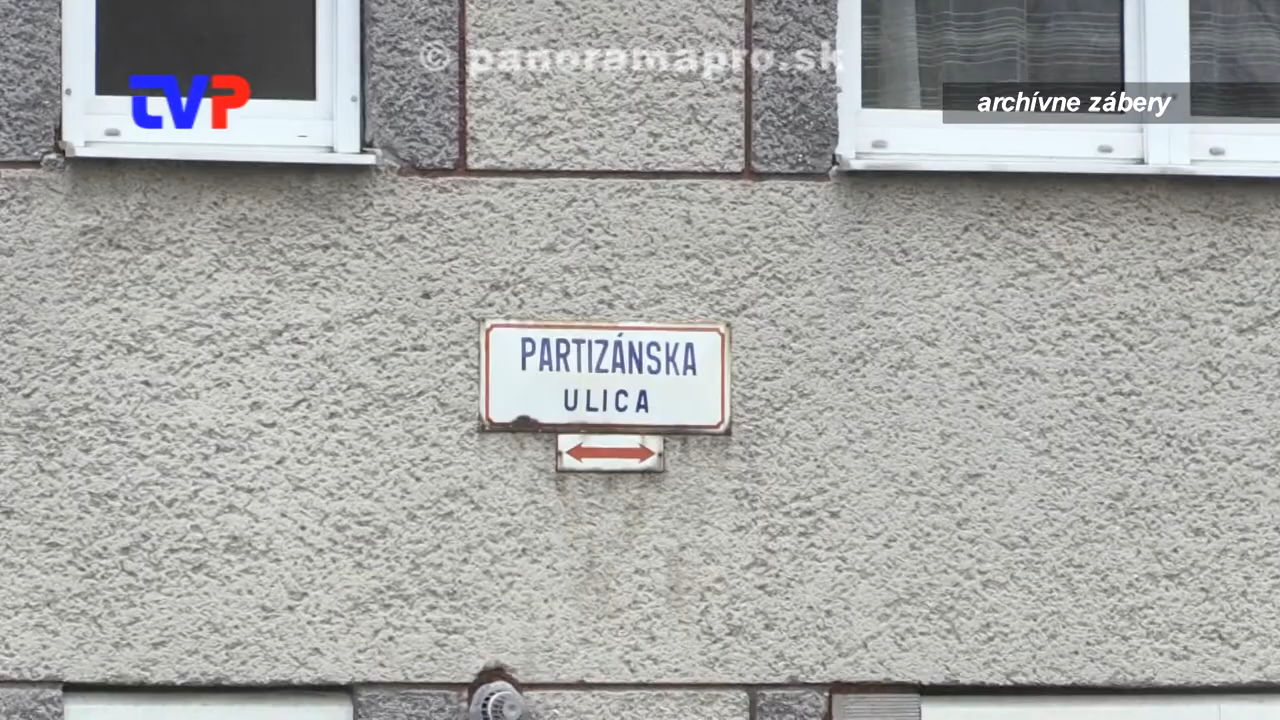 © panoramapro.sk
TVP
archívne zábery
PARTIZÁNSKA
ULICA